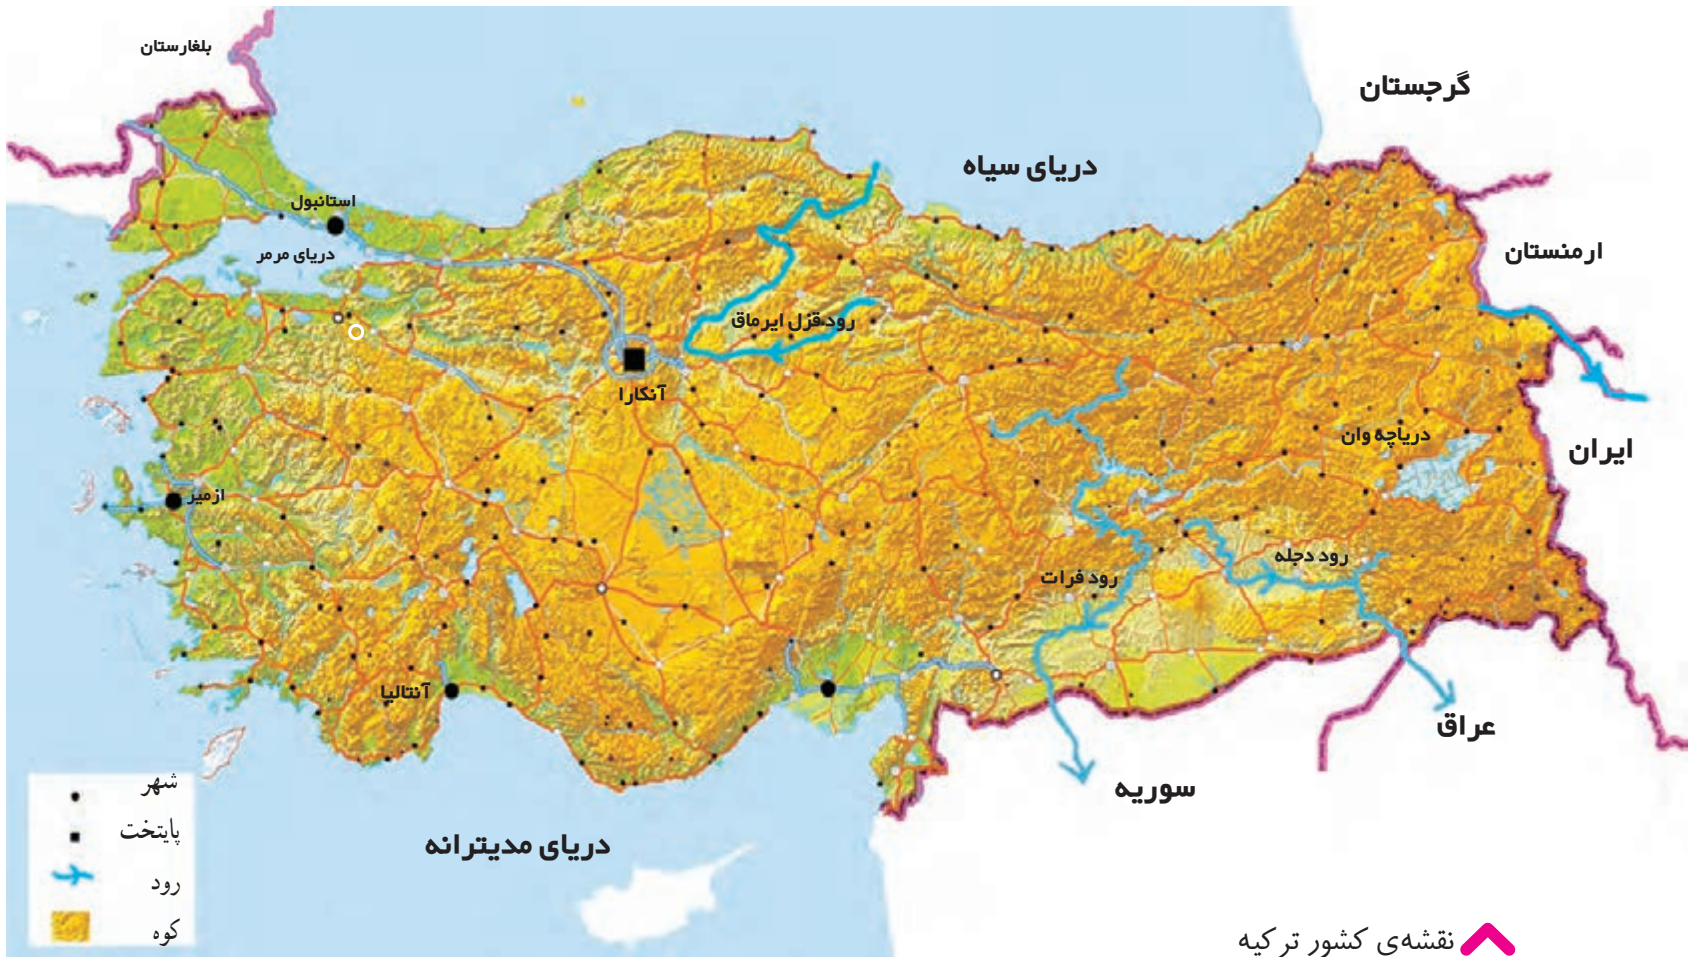 بلغارستان
گرجستان
دریای سیاه
استانبول
دریای مرمر
ارمنستان
رود قزل ایرماق
آنکارا
دریاچه وان
ایران
ازمیر
رود دجله
رود فرات
آنتالیا
عراق
سوریه
دریای مدیترانه
شهر
پایتخت
رود
کوه
نقشه‌ی کشور ترکیه